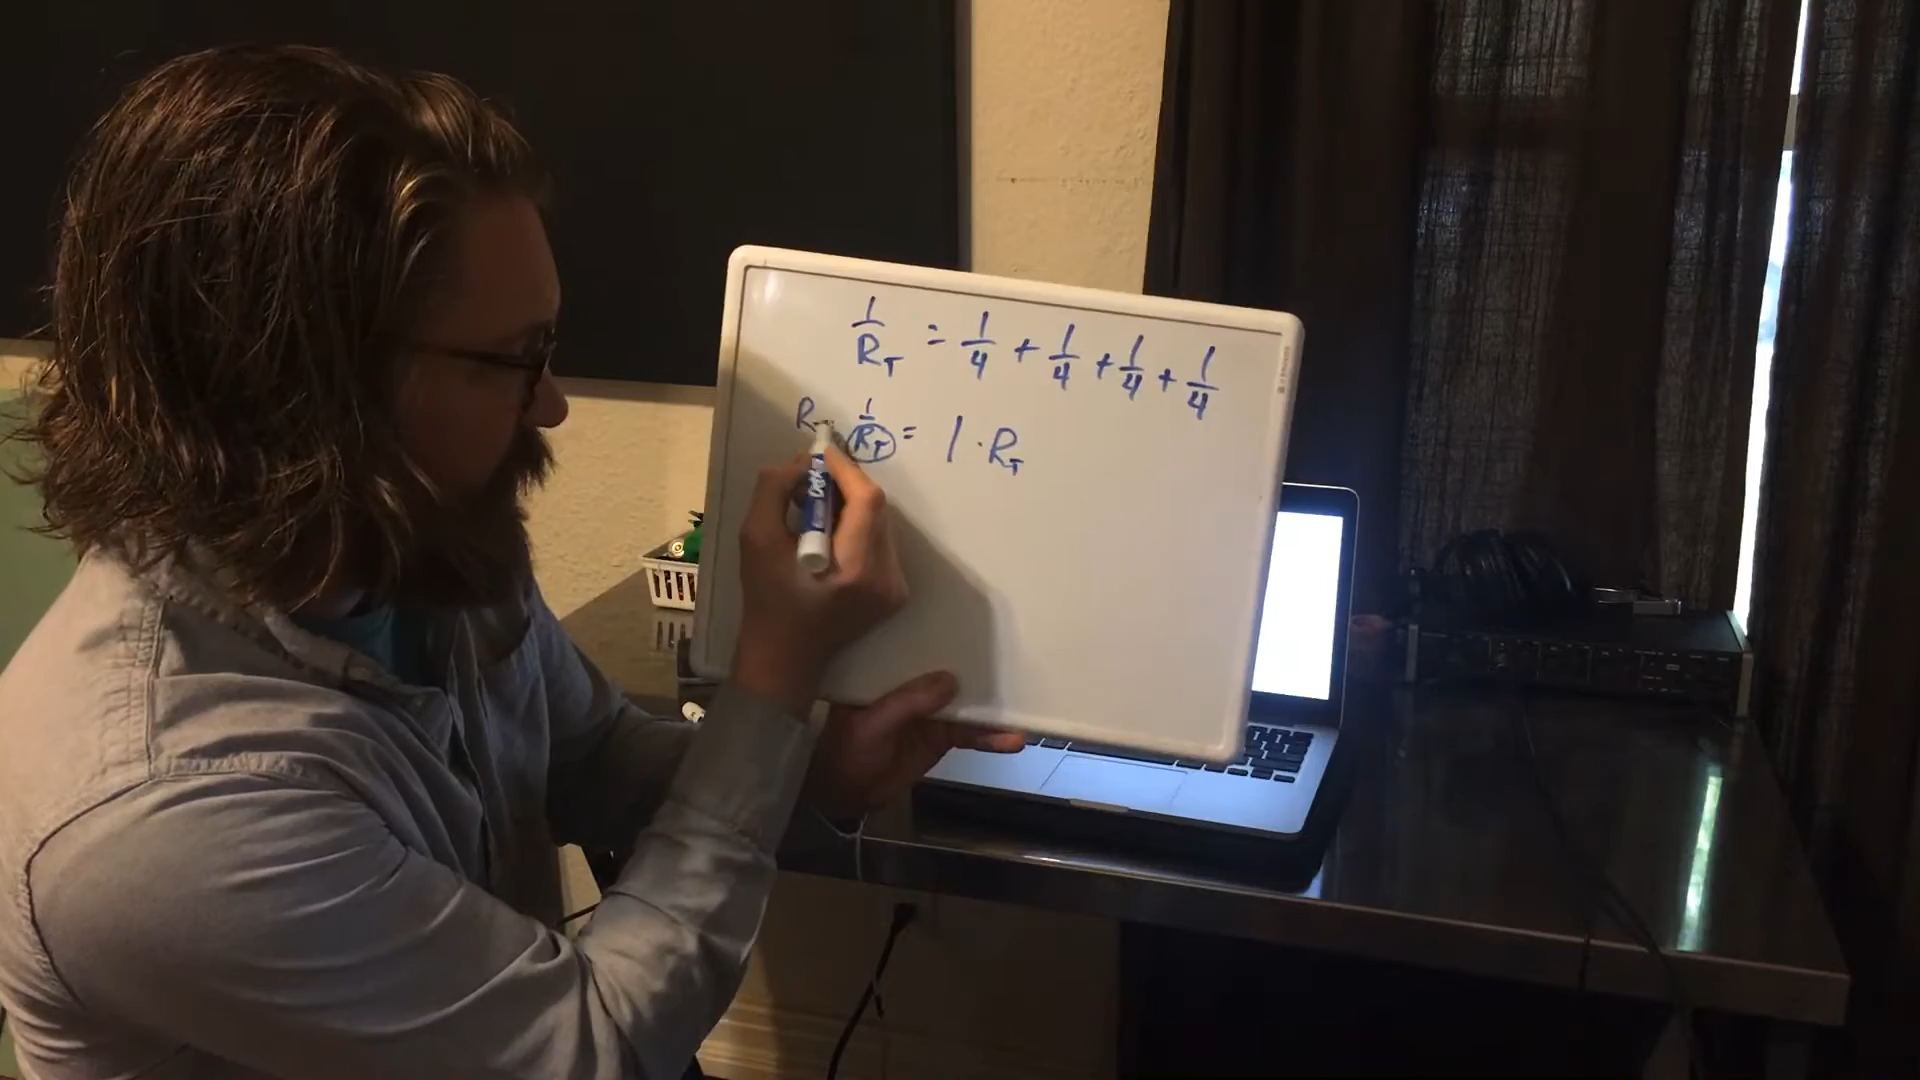 1/R_T = 1/4 + 1/4 + 1/4 + 1/4
R_T 1/R_T = 1 · R_T